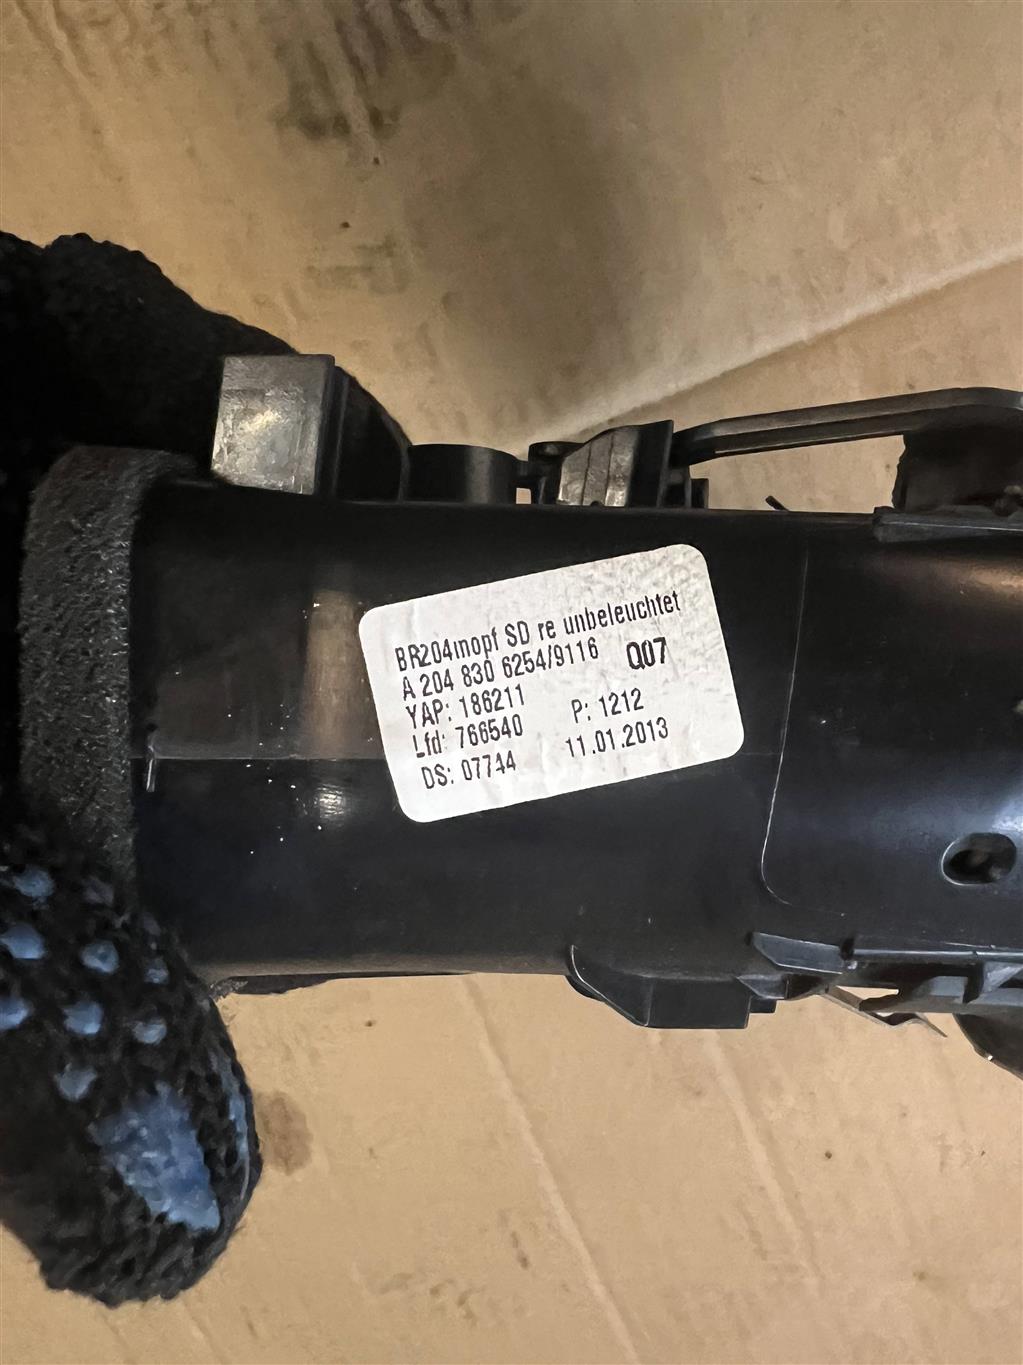 BR204mopf SD re unbeleuchtet
A 204 830 6254/9116 Q07
YAP: 186211
Lfd: 766540 P: 1212
DS: 07744 11.01.2013